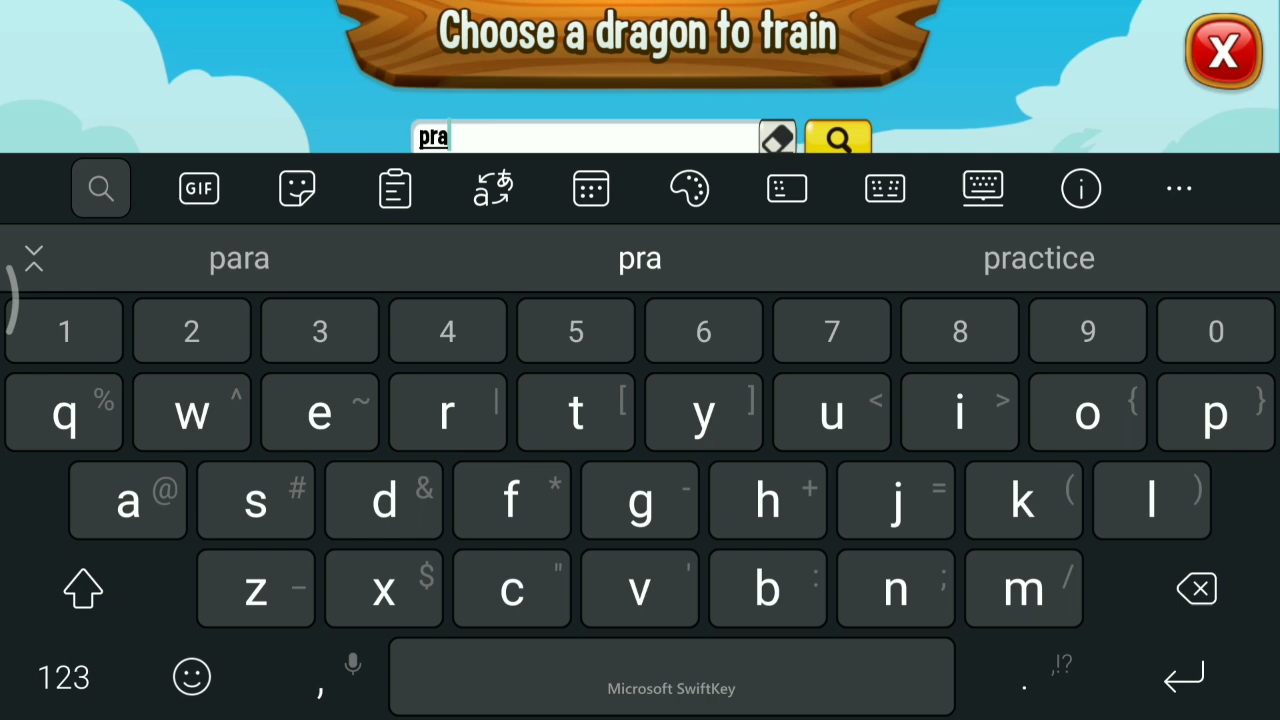 Choose a dragon to train
X
pra
GIF
a あ
para pra practice
1 2 3 4 5 6 7 8 9 0
q % w ^ e ~ r | t [ y ] u < i > o { p }
a @ s # d & f * g - h + j = k ( l )
z _ x $ c " v ' b : n ; m /
123 , Microsoft SwiftKey . ,!?